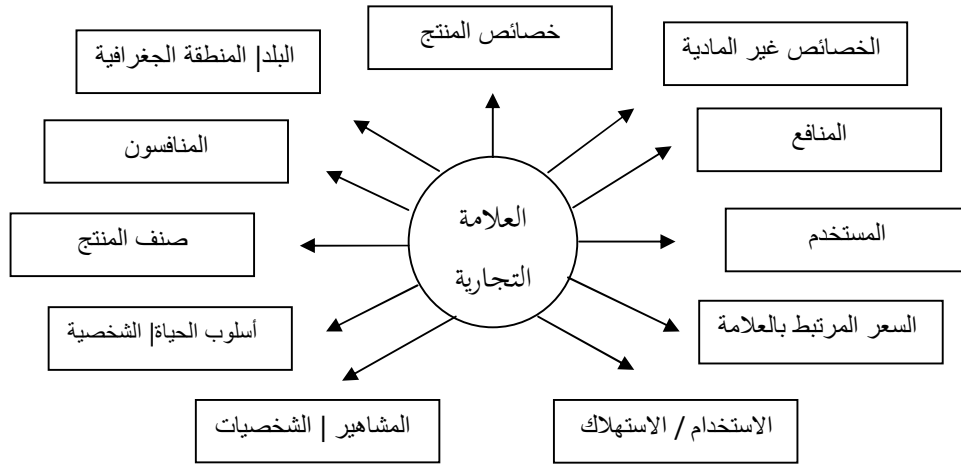 خصائص المنتج
الخصائص غير المادية
البلد| المنطقة الجغرافية
المنافع
المنافسون
العلامة
التجارية
المستخدم
صنف المنتج
السعر المرتبط بالعلامة
أسلوب الحياة| الشخصية
الاستخدام / الاستهلاك
المشاهير | الشخصيات